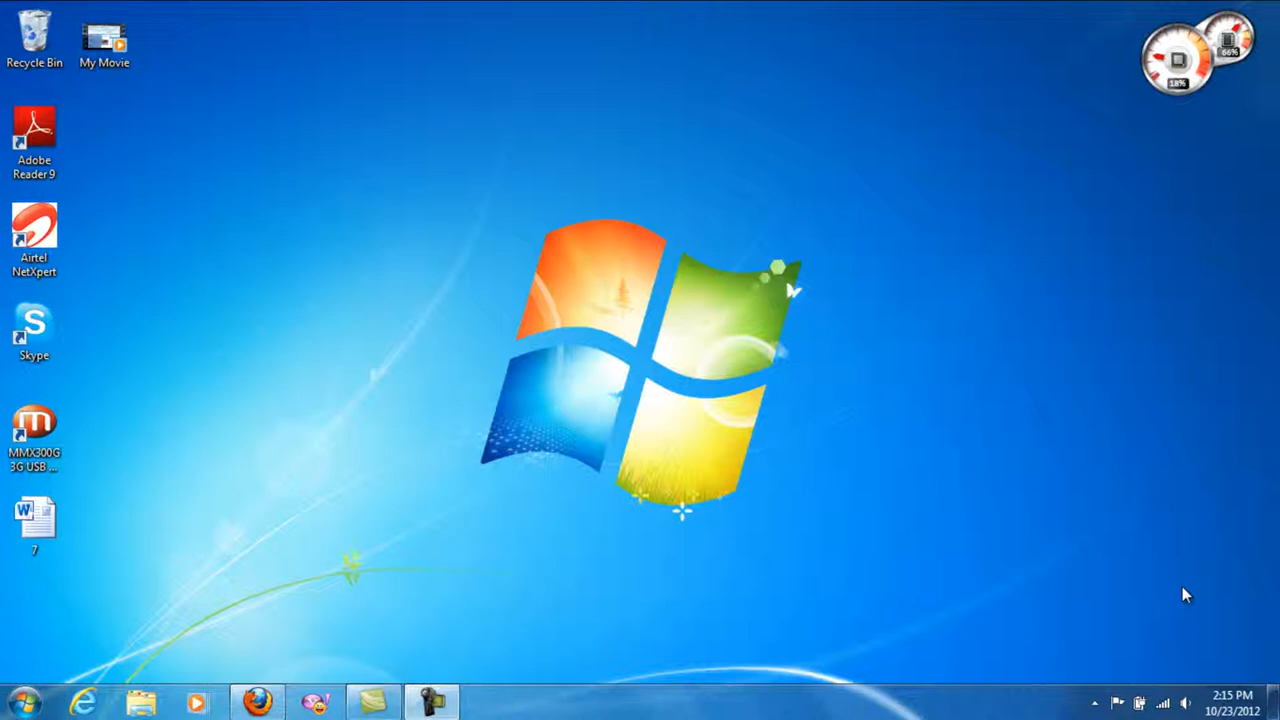 Recycle Bin
My Movie
Adobe
Reader 9
Airtel
NetXpert
Skype
MMX300G
3G USB ...
7
18%
66%
2:15 PM
10/23/2012